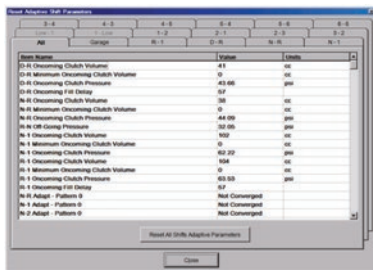 Reset Adaptive Shift Parameters
3-4 4-3 4-5 5-4 6-5
1-2 2-1 2-3 3-2
All Garage R-1 D-R N-R N-1
Item Name Value Units
D-R Oncoming Clutch Volume 41 cc
D-R Minimum Oncoming Clutch Volume 0 cc
D-R Oncoming Clutch Pressure 43.66 psi
D-R Oncoming Fill Delay 57
N-R Oncoming Clutch Volume 38 cc
N-R Minimum Oncoming Clutch Volume 0 cc
N-R Oncoming Clutch Pressure 44.09 psi
R-N Off-Going Pressure 32.05 psi
N-1 Oncoming Clutch Volume 102 cc
N-1 Minimum Oncoming Clutch Volume 0 cc
N-1 Oncoming Clutch Pressure 62.22 psi
R-1 Oncoming Clutch Volume 104 cc
R-1 Minimum Oncoming Clutch Volume 0 cc
R-1 Oncoming Clutch Pressure 63.53 psi
R-1 Oncoming Fill Delay 57
N-R Adapt - Pattern 0 Not Converged
N-1 Adapt - Pattern 0 Not Converged
N-2 Adapt - Pattern 0 Not Converged
Reset All Shifts Adaptive Parameters
Close